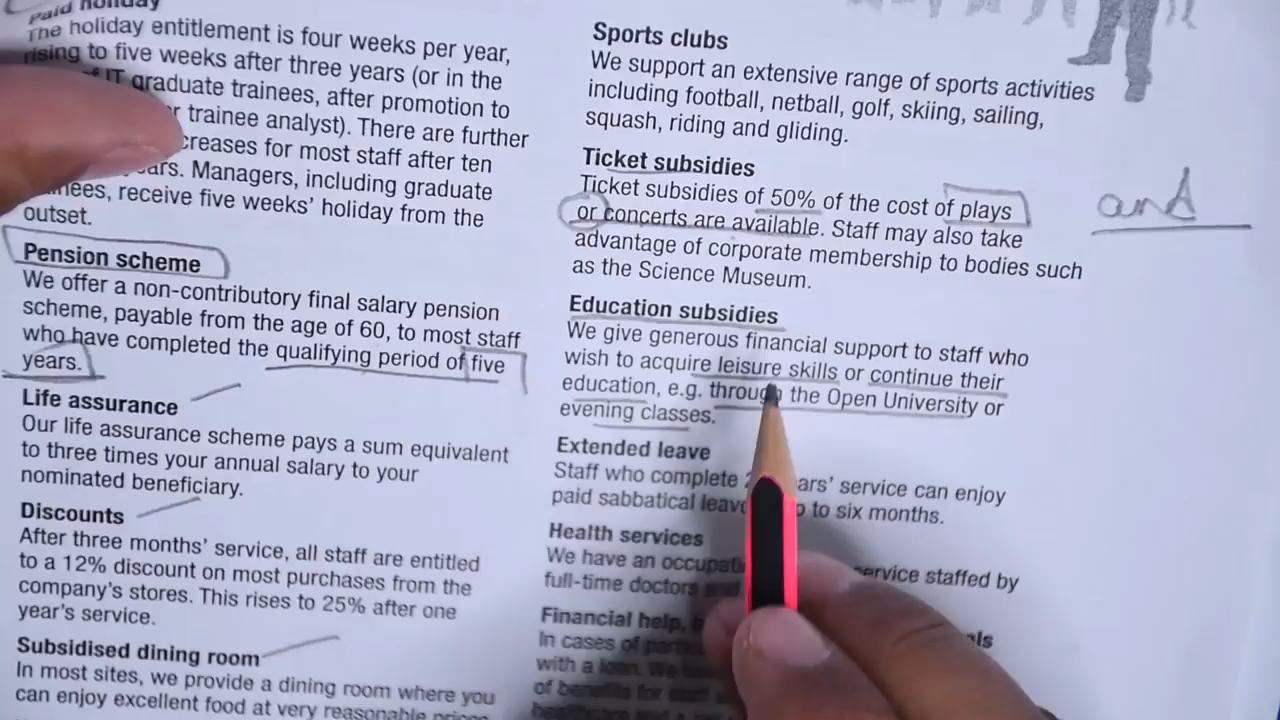 Paid holiday
The holiday entitlement is four weeks per year,
rising to five weeks after three years (or in the
IT graduate trainees, after promotion to
trainee analyst). There are further
creases for most staff after ten
ars. Managers, including graduate
nees, receive five weeks' holiday from the
outset.
Pension scheme
We offer a non-contributory final salary pension
scheme, payable from the age of 60, to most staff
who have completed the qualifying period of five
years.
Life assurance
Our life assurance scheme pays a sum equivalent
to three times your annual salary to your
nominated beneficiary.
Discounts
After three months' service, all staff are entitled
to a 12% discount on most purchases from the
company's stores. This rises to 25% after one
year's service.
Subsidised dining room
In most sites, we provide a dining room where you
can enjoy excellent food at very reasonable prices
Sports clubs
We support an extensive range of sports activities
including football, netball, golf, skiing, sailing,
squash, riding and gliding.
Ticket subsidies
Ticket subsidies of 50% of the cost of plays
or concerts are available. Staff may also take
advantage of corporate membership to bodies such
as the Science Museum.
and
Education subsidies
We give generous financial support to staff who
wish to acquire leisure skills or continue their
education, e.g. through the Open University or
evening classes.
Extended leave
Staff who complete ars' service can enjoy
paid sabbatical leave to six months.
Health services
We have an occupati service staffed by
full-time doctors and
Financial help,
In cases of
with a loan. We
of benefits for staff